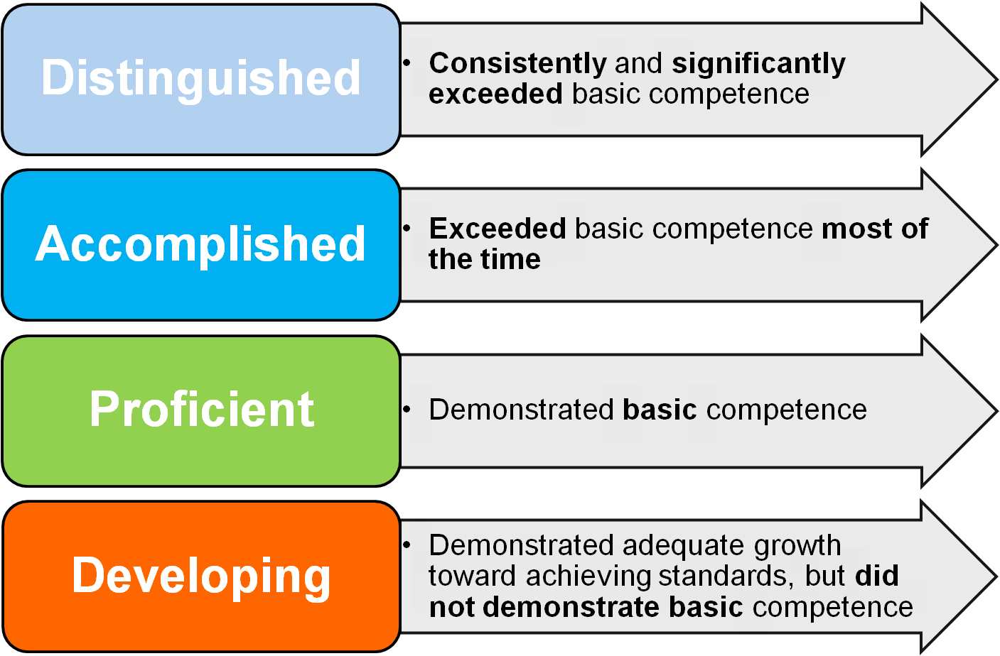 Distinguished
• Consistently and significantly
exceeded basic competence
Accomplished
• Exceeded basic competence most of
the time
Proficient
• Demonstrated basic competence
Developing
• Demonstrated adequate growth
toward achieving standards, but did
not demonstrate basic competence